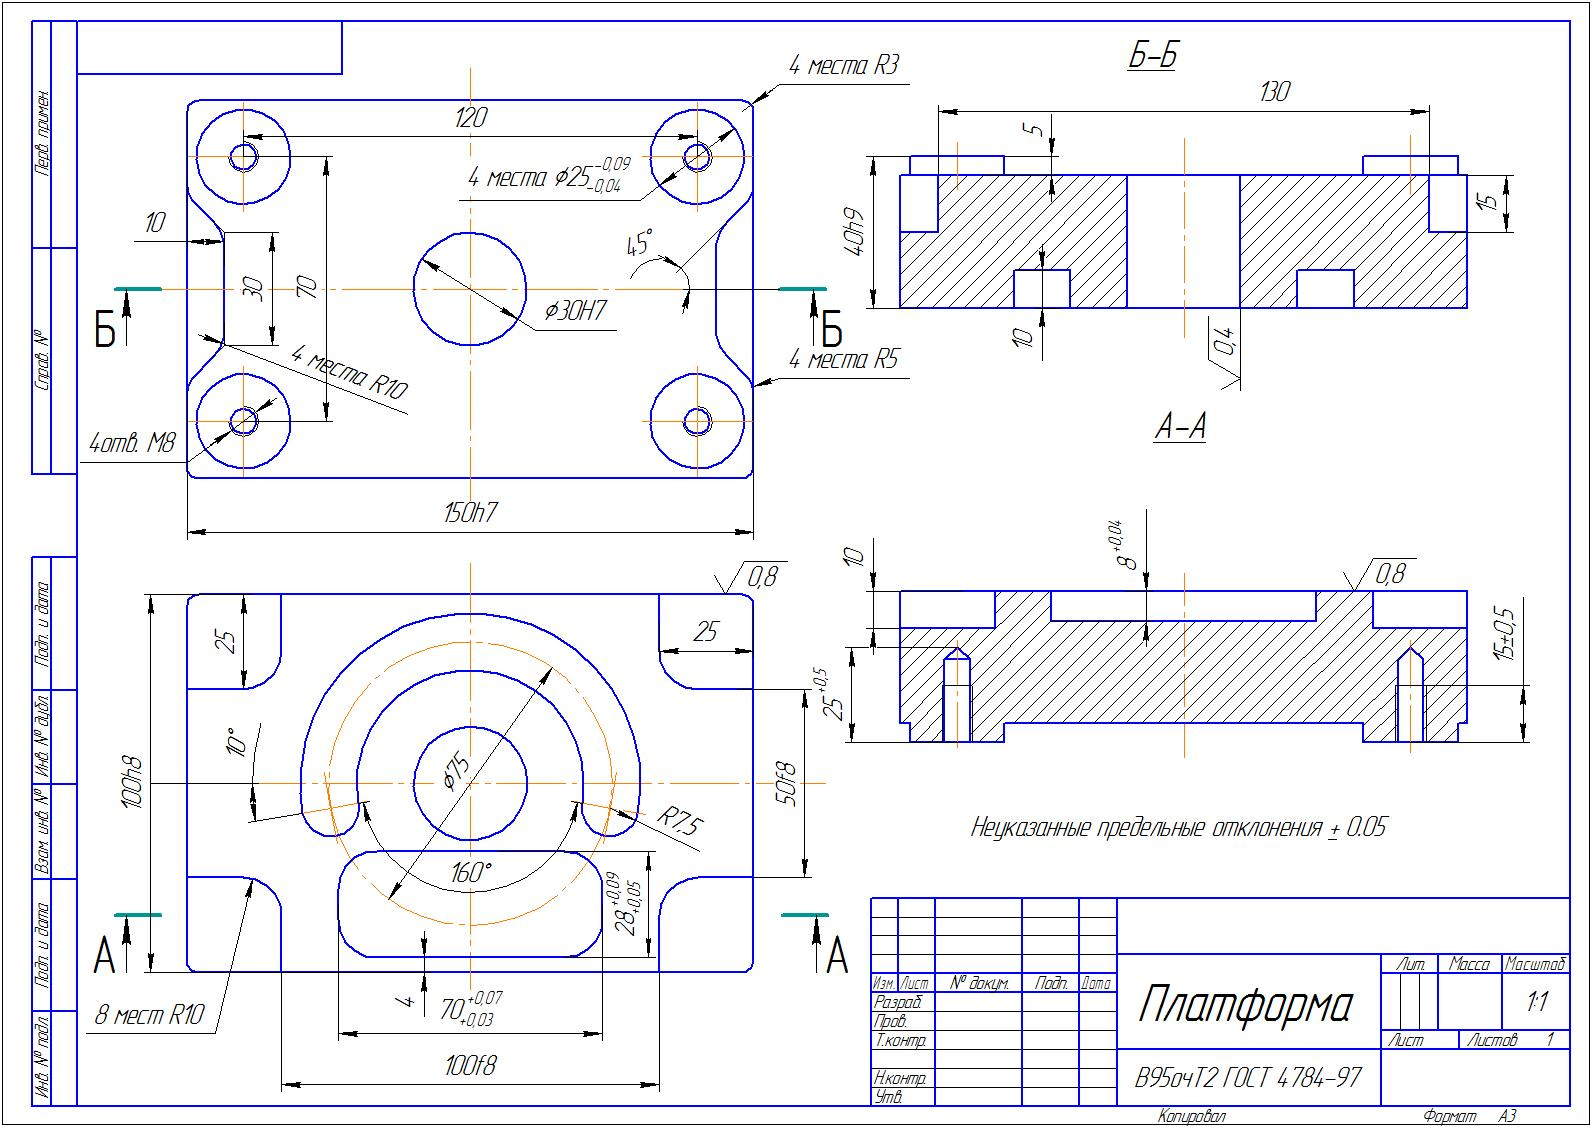 Перв. примен.
Справ. №
Подп. и дата
Инв. № дубл.
Взам. инв. №
Подп. и дата
Инв. № подл.
4 места R3
120
4 места ϕ25 -0,09 -0,04
10
30
70
45°
ϕ30H7
Б
Б
4 места R10
4 места R5
4отв. М8
150h7
Б-Б
130
5
40h9
15
10
0,4
А-А
10
8 +0,04
0,8
25 +0,5
15±0,5
0,8
25
25
10°
ϕ75
100h8
50f8
R7,5
160°
28 +0,09 +0,05
А
А
4
8 мест R10
70 +0,07 +0,03
100f8
Неуказанные предельные отклонения ± 0.05
Изм. Лист № докум. Подп. Дата
Разраб.
Пров.
Т.контр.
Н.контр.
Утв.
Платформа
Лит. Масса Масштаб
1:1
Лист Листов 1
В95очТ2 ГОСТ 4784-97
Копировал Формат А3